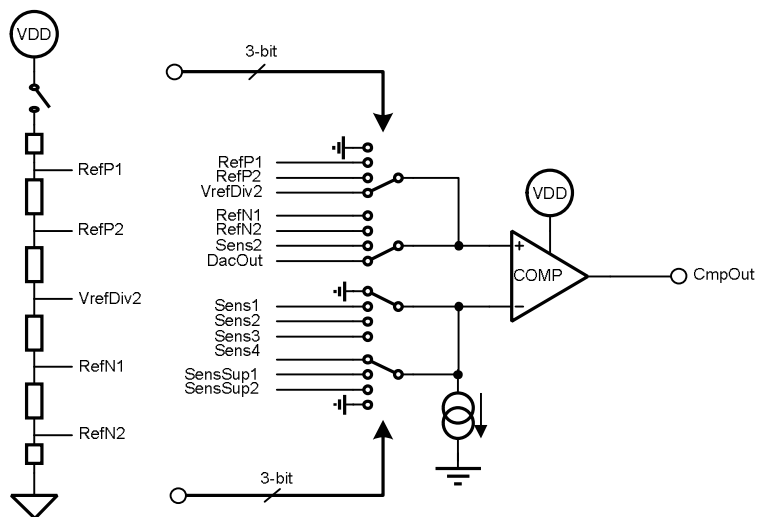 VDD
3-bit
RefP1
RefP2
VrefDiv2
RefN1
RefN2
RefP1
RefP2
VrefDiv2
RefN1
RefN2
Sens2
DacOut
Sens1
Sens2
Sens3
Sens4
SensSup1
SensSup2
VDD
+
COMP
−
CmpOut
3-bit